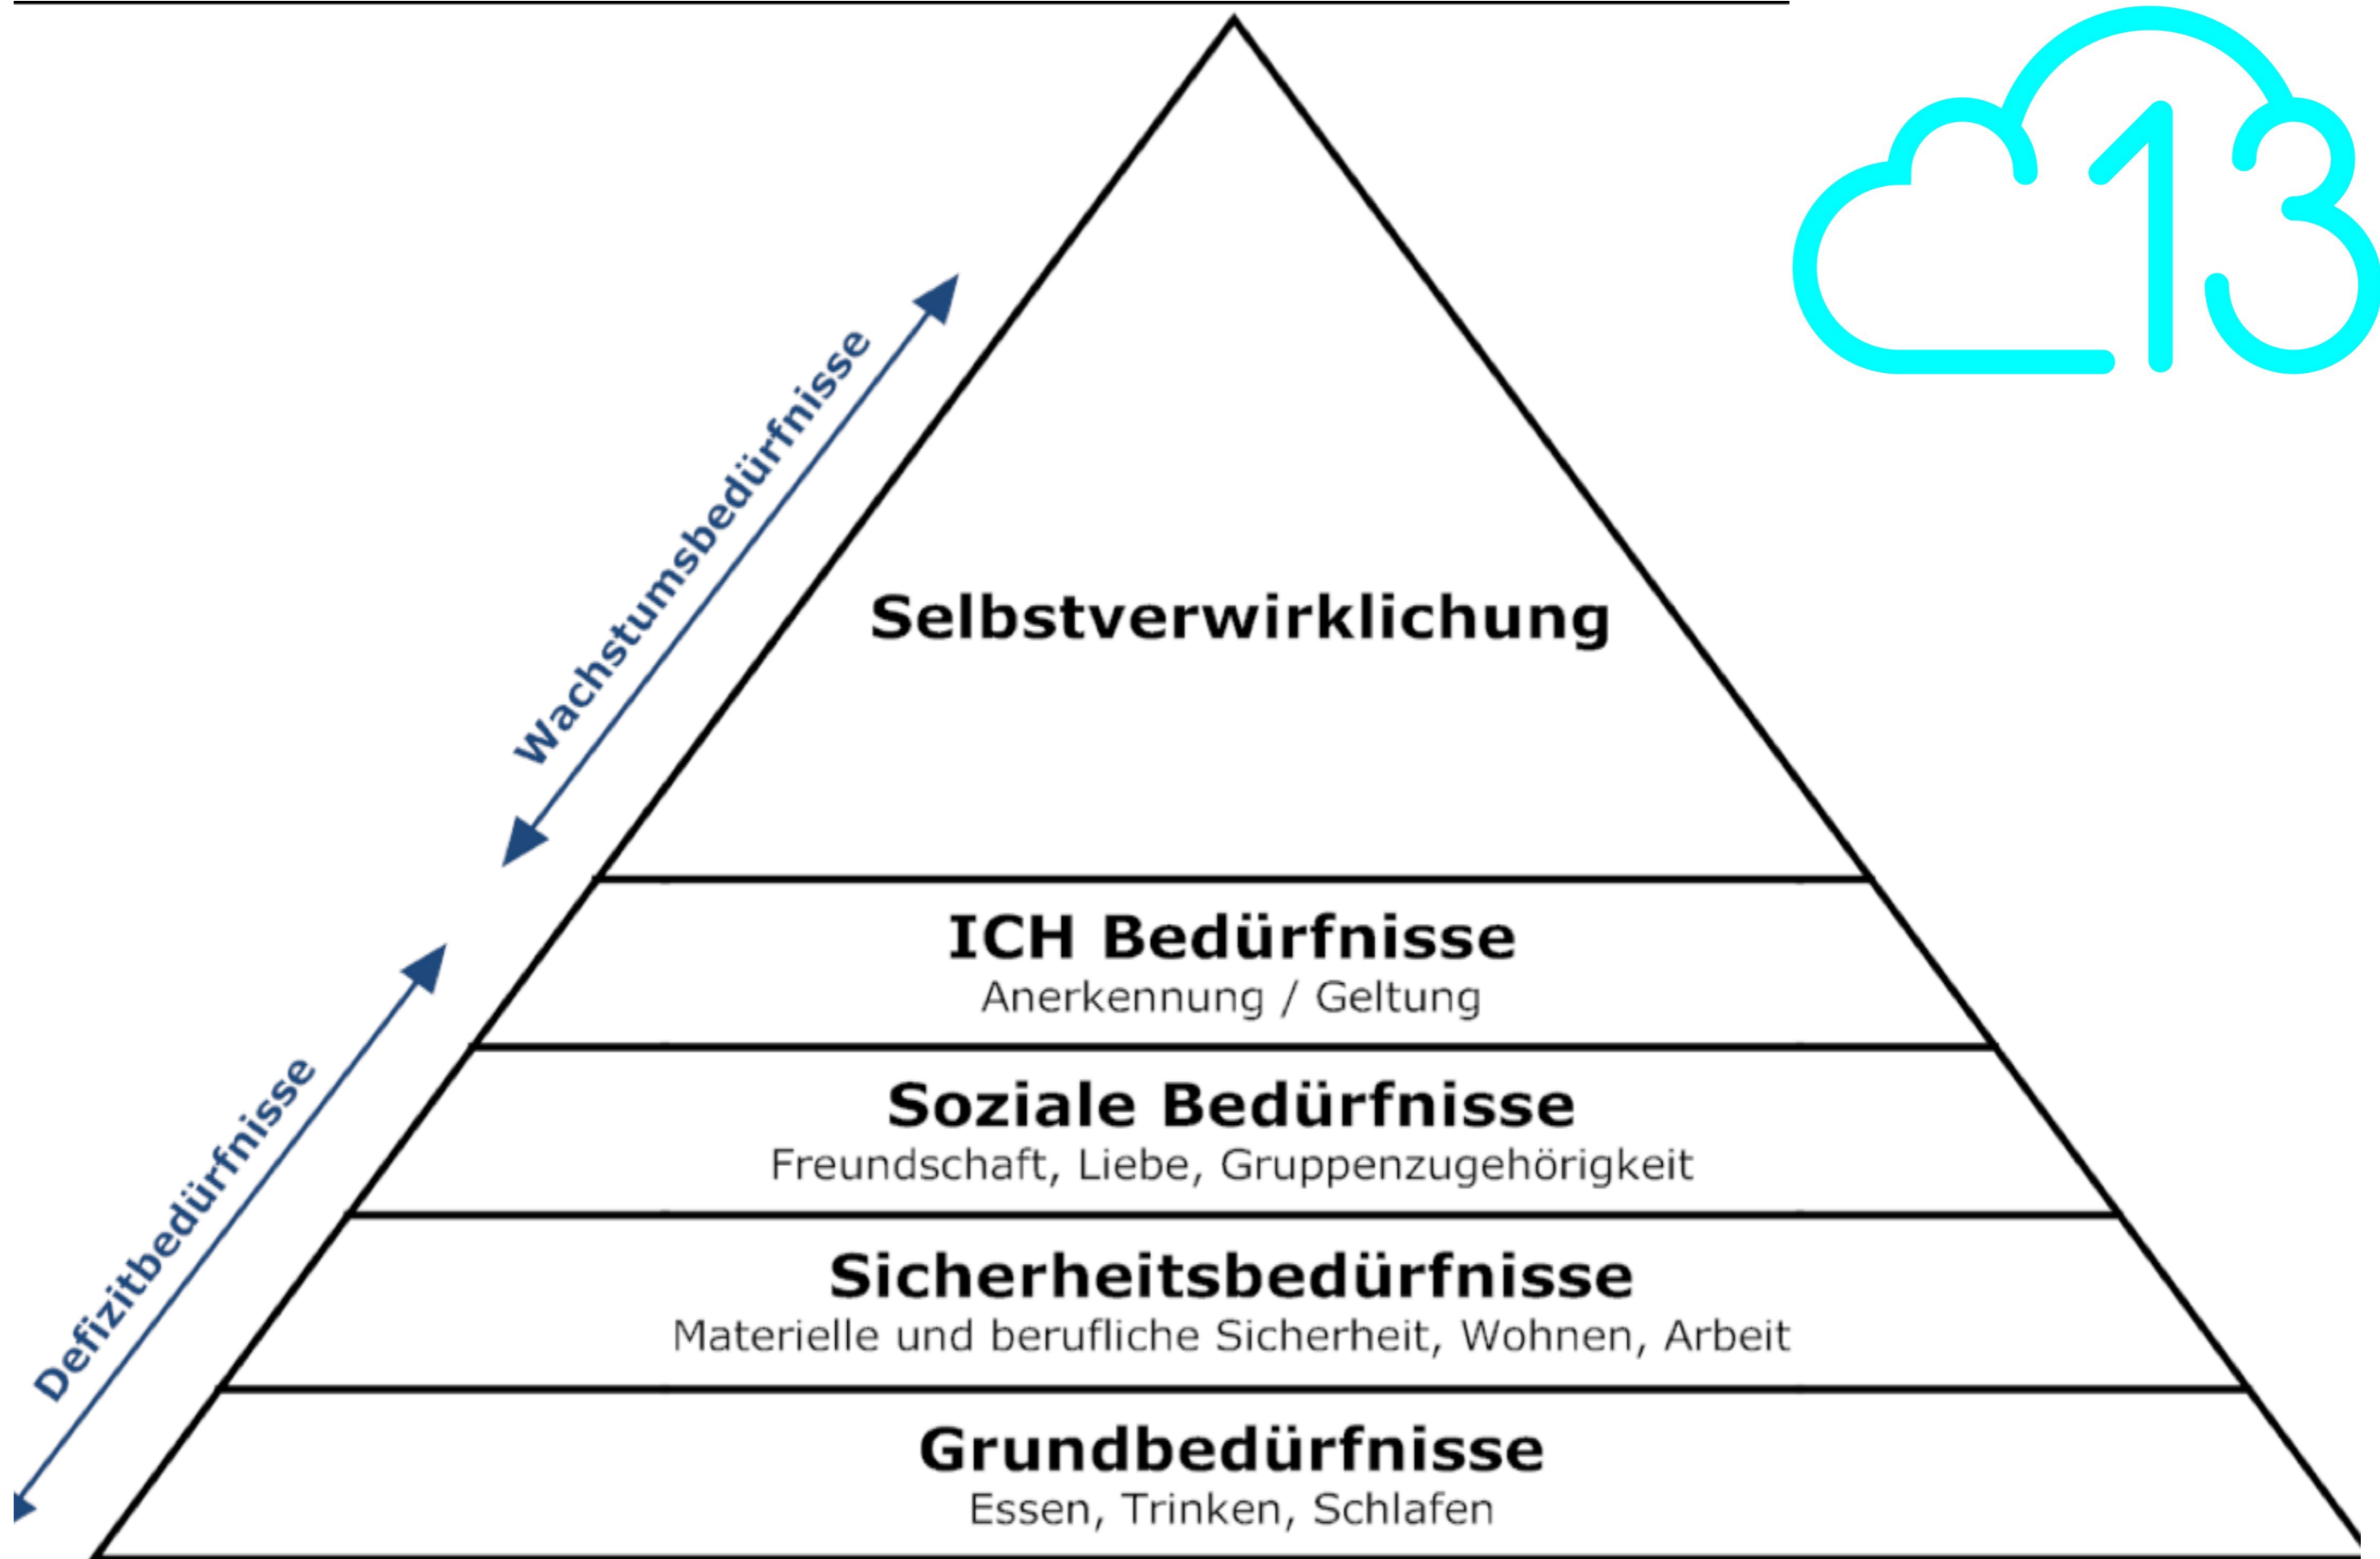 13
Wachstumsbedürfnisse
Selbstverwirklichung
ICH Bedürfnisse
Anerkennung / Geltung
Defizitbedürfnisse
Soziale Bedürfnisse
Freundschaft, Liebe, Gruppenzugehörigkeit
Sicherheitsbedürfnisse
Materielle und berufliche Sicherheit, Wohnen, Arbeit
Grundbedürfnisse
Essen, Trinken, Schlafen